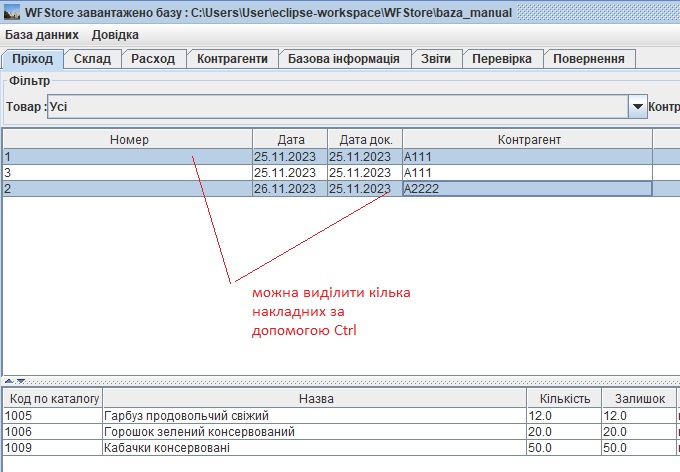 WFStore завантажено базу : C:\Users\User\eclipse-workspace\WFStore\baza_manual
База данних Довідка
Пріход Склад Расход Контрагенти Базова інформація Звіти Перевірка Повернення
Фільтр
Товар : Усі Контр
Номер Дата Дата док. Контрагент
1 25.11.2023 25.11.2023 A111
3 25.11.2023 25.11.2023 A111
2 26.11.2023 25.11.2023 A2222
можна виділити кілька
накладних за
допомогою Ctrl
Код по каталогу Назва Кількість Залишок
1005 Гарбуз продовольчий свіжий 12.0 12.0
1006 Горошок зелений консервований 20.0 20.0
1009 Кабачки консервовані 50.0 50.0